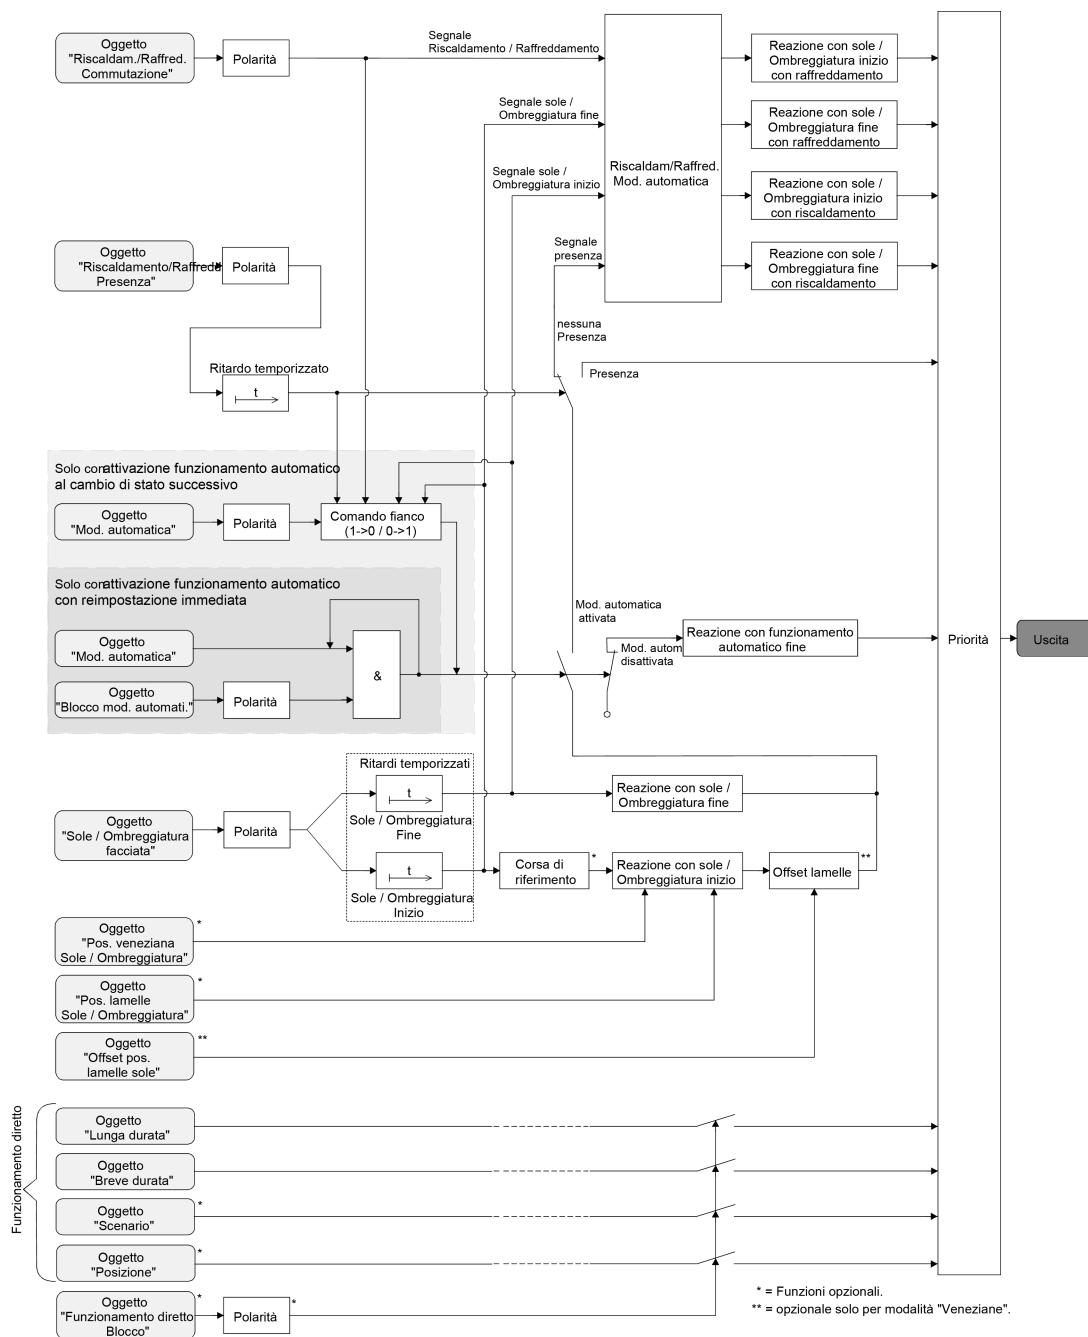 Oggetto
"Riscaldam./Raffred.
Commutazione"
Polarità
Segnale
Riscaldamento / Raffreddamento
Segnale sole /
Ombreggiatura fine
Segnale sole /
Ombreggiatura inizio
Segnale
presenza
Riscaldam/Raffred.
Mod. automatica
Reazione con sole /
Ombreggiatura inizio
con raffreddamento
Reazione con sole /
Ombreggiatura fine
con raffreddamento
Reazione con sole /
Ombreggiatura inizio
con riscaldamento
Reazione con sole /
Ombreggiatura fine
con riscaldamento
Oggetto
"Riscaldamento/Raffredd
Presenza"
Polarità
nessuna
Presenza
Presenza
Ritardo temporizzato
t
Solo con attivazione funzionamento automatico
al cambio di stato successivo
Oggetto
"Mod. automatica"
Polarità
Comando fianco
(1->0 / 0->1)
Solo con attivazione funzionamento automatico
con reimpostazione immediata
Oggetto
"Mod. automatica"
Oggetto
"Blocco mod. automati."
Polarità
&
Mod. automatica
attivata
Mod. autom
disattivata
Reazione con funzionamento
automatico fine
Priorità
Uscita
Ritardi temporizzati
t
Sole / Ombreggiatura
Fine
t
Sole / Ombreggiatura
Inizio
Oggetto
"Sole / Ombreggiatura
facciata"
Polarità
Reazione con sole /
Ombreggiatura fine
Corsa di
riferimento
*
Reazione con sole /
Ombreggiatura inizio
Offset lamelle
**
Oggetto
"Pos. veneziana
Sole / Ombreggiatura"
*
Oggetto
"Pos. lamelle
Sole / Ombreggiatura"
*
Oggetto
"Offset pos.
lamelle sole"
**
Funzionamento diretto
Oggetto
"Lunga durata"
Oggetto
"Breve durata"
Oggetto
"Scenario"
*
Oggetto
"Posizione"
*
Oggetto
"Funzionamento diretto
Blocco"
*
Polarità
*
* = Funzioni opzionali.
** = opzionale solo per modalità "Veneziane".